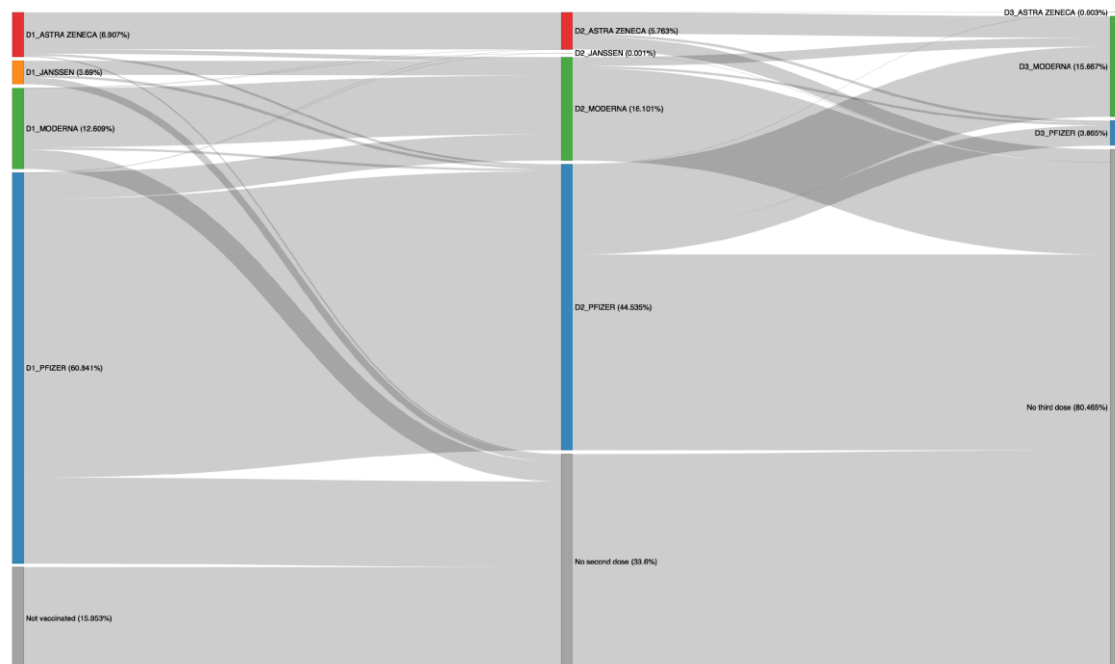 D1_ASTRA ZENECA (6.907%)
D1_JANSSEN (3.69%)
D1_MODERNA (12.609%)
D1_PFIZER (60.841%)
Not vaccinated (15.953%)
D2_ASTRA ZENECA (5.763%)
D2_JANSSEN (0.001%)
D2_MODERNA (16.101%)
D2_PFIZER (44.535%)
No second dose (33.6%)
D3_ASTRA ZENECA (0.003%)
D3_MODERNA (15.667%)
D3_PFIZER (3.865%)
No third dose (80.465%)